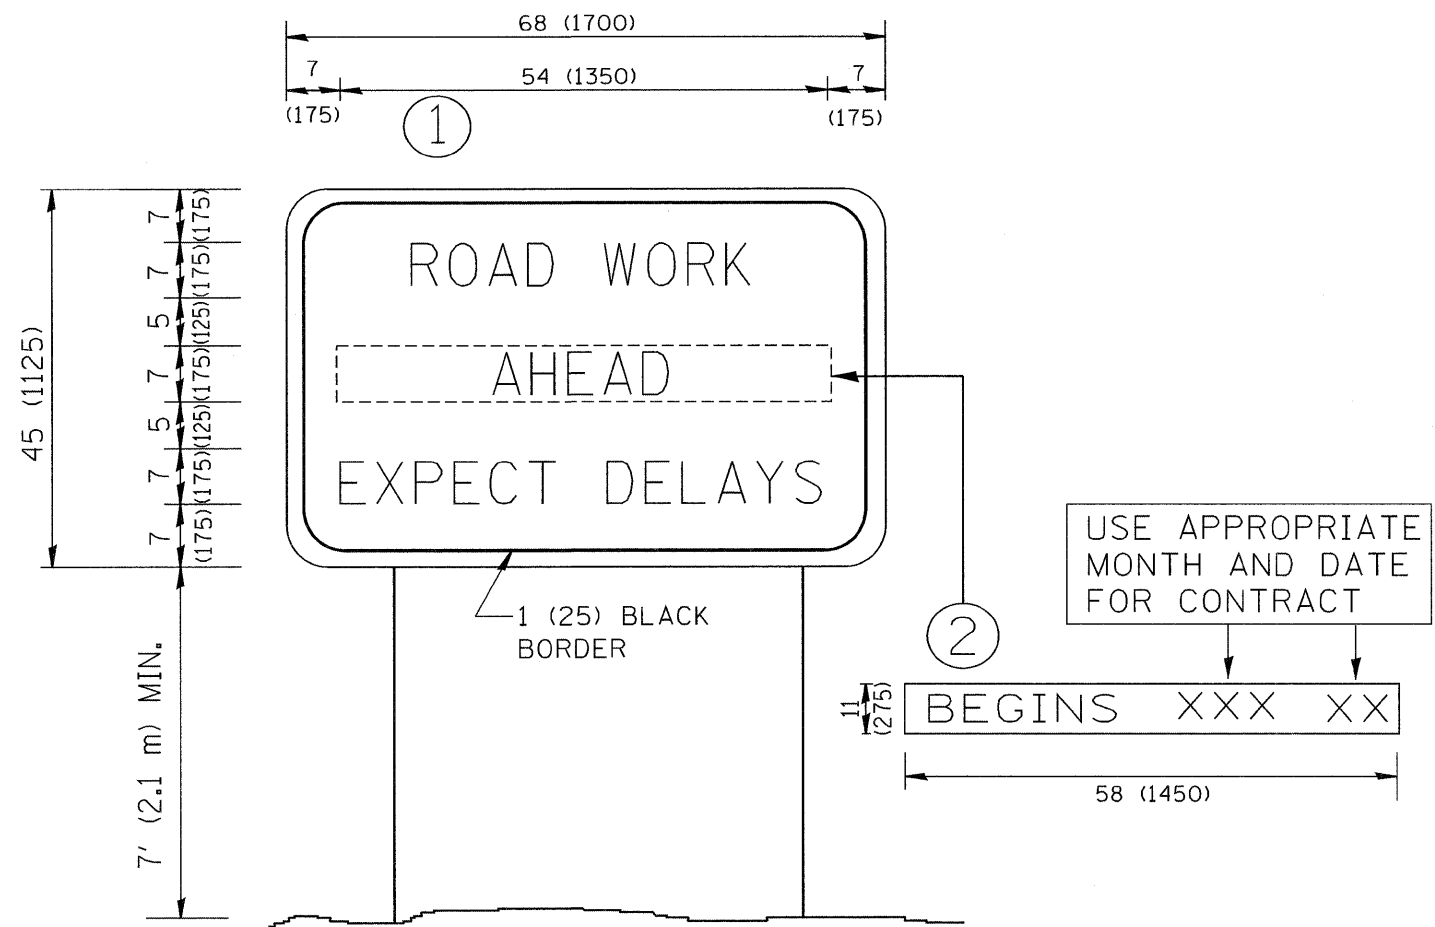 68 (1700)
7 54 (1350) 7
(175) (175)
1
ROAD WORK
AHEAD
EXPECT DELAYS
45 (1125)
7 (175)
7 (175)
5 (125)
7 (175)
5 (125)
7 (175)
7 (175)
7' (2.1 m) MIN.
1 (25) BLACK
BORDER
USE APPROPRIATE
MONTH AND DATE
FOR CONTRACT
2
11
(275)
BEGINS XXX XX
58 (1450)